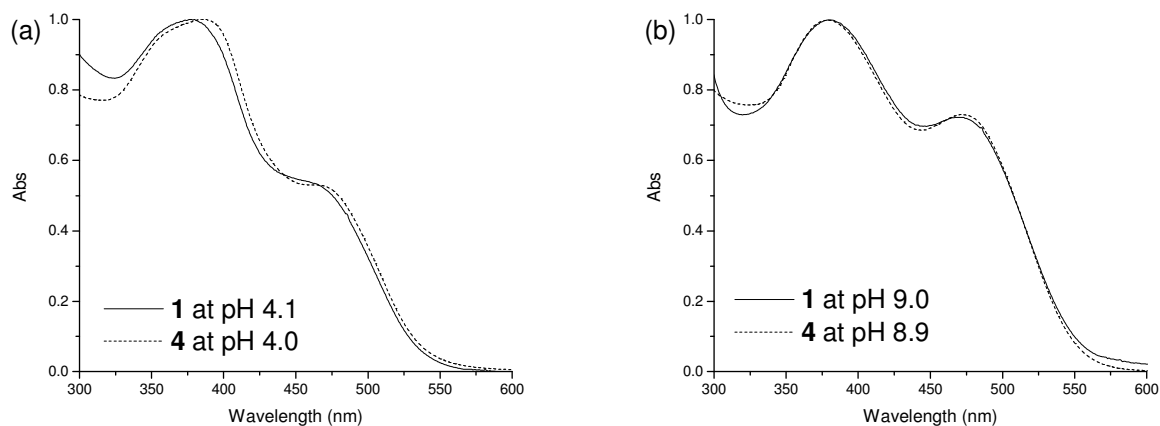 (a)
1.0
0.8
0.6
0.4
0.2
0.0
Abs
1 at pH 4.1
4 at pH 4.0
300 350 400 450 500 550 600
Wavelength (nm)
(b)
1.0
0.8
0.6
0.4
0.2
0.0
Abs
1 at pH 9.0
4 at pH 8.9
300 350 400 450 500 550 600
Wavelength (nm)